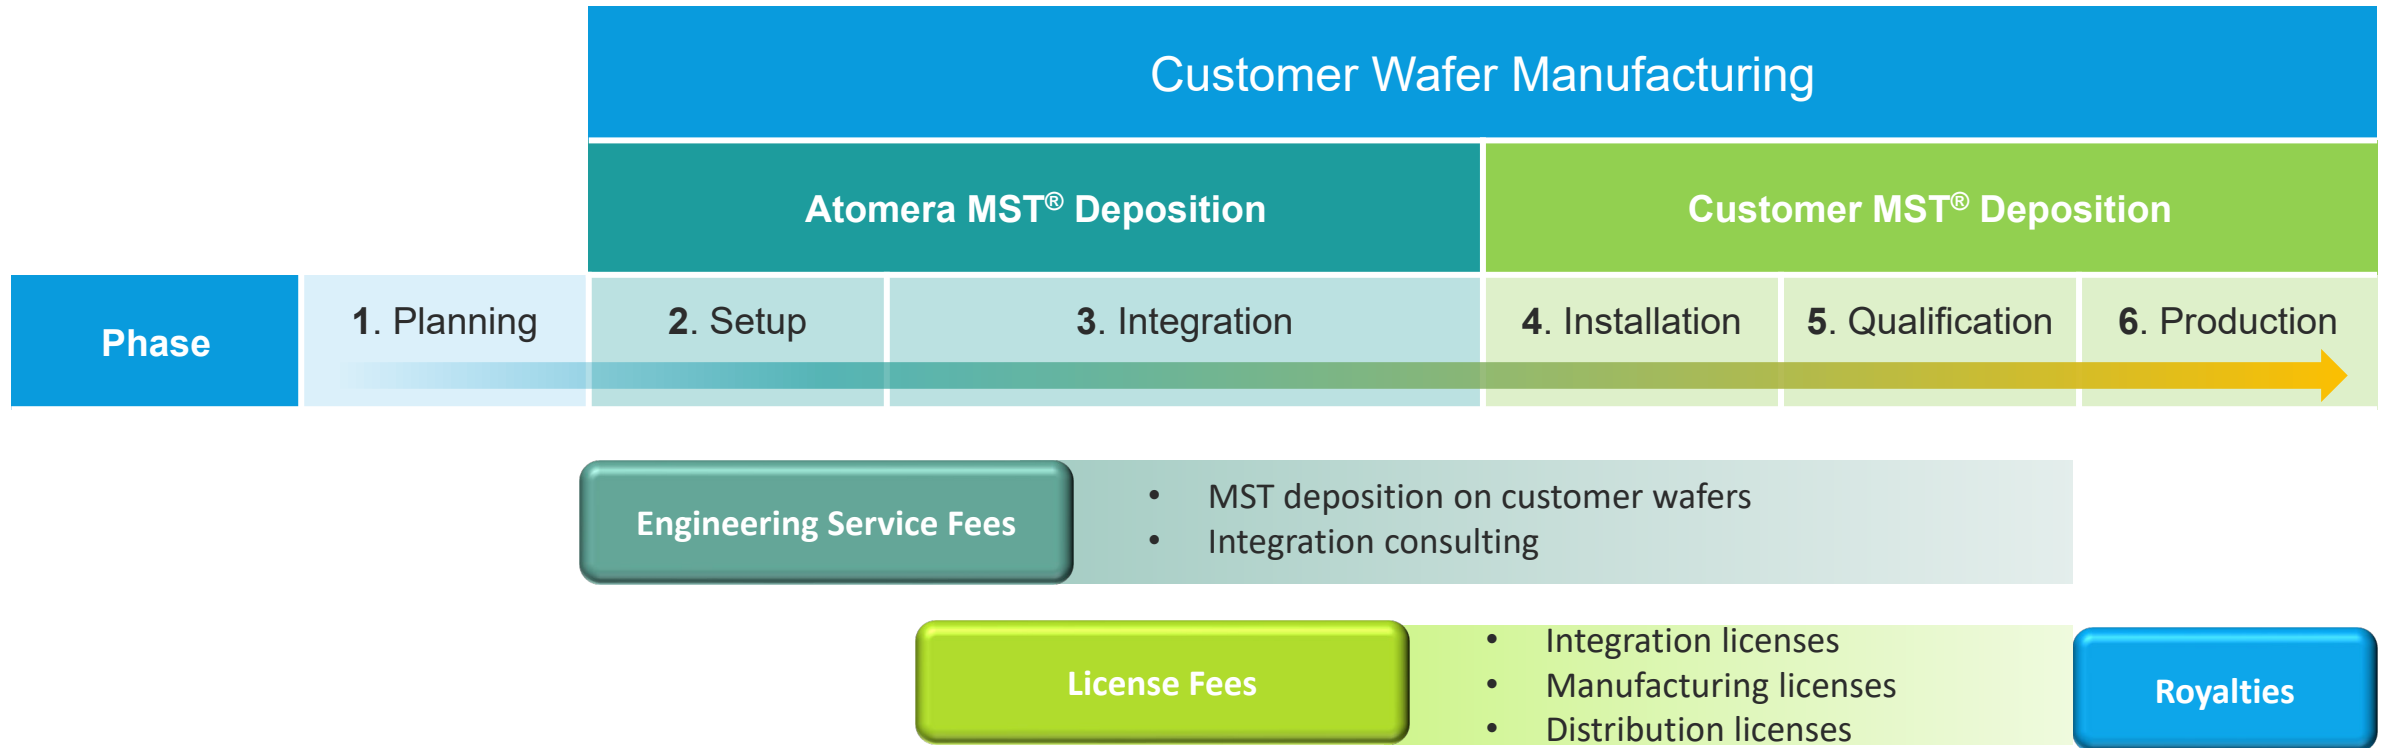 Customer Wafer Manufacturing
Atomera MST® Deposition
Customer MST® Deposition
Phase
1. Planning
2. Setup
3. Integration
4. Installation
5. Qualification
6. Production
Engineering Service Fees
• MST deposition on customer wafers
• Integration consulting
License Fees
• Integration licenses
• Manufacturing licenses
• Distribution licenses
Royalties